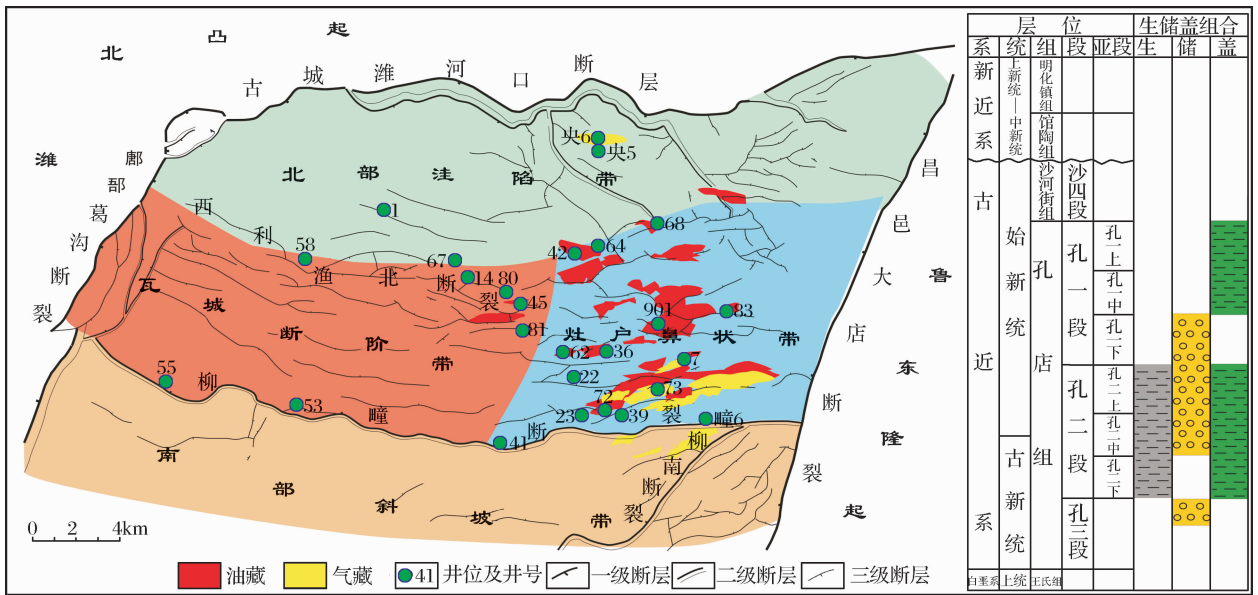 北凸起
古城潍河口断层
潍
鄌
郚
葛
沟
断
裂
央6
央5
北部洼陷带
1
昌邑大店断裂
鲁东隆起
西利渔北断裂
58
67
68
64
42
14 80
45
瓦城断阶带
81
901
83
灶户鼻状带
62
36
7
22
73
72
55
53
23
39
疃6
41
柳疃断裂
柳南断裂
南部斜坡带
0 2 4km
油藏
气藏
41 井位及井号
一级断层
二级断层
三级断层
层位
生储盖组合
系
统
组
段
亚段
生
储
盖
新近系
上新统—中新统
明化镇组
馆陶组
古近系
始新统
沙河街组
沙四段
孔店组
孔一段
孔一上
孔一中
孔一下
孔二段
孔二上
孔二中
孔二下
古新统
孔三段
白垩系
上统
王氏组